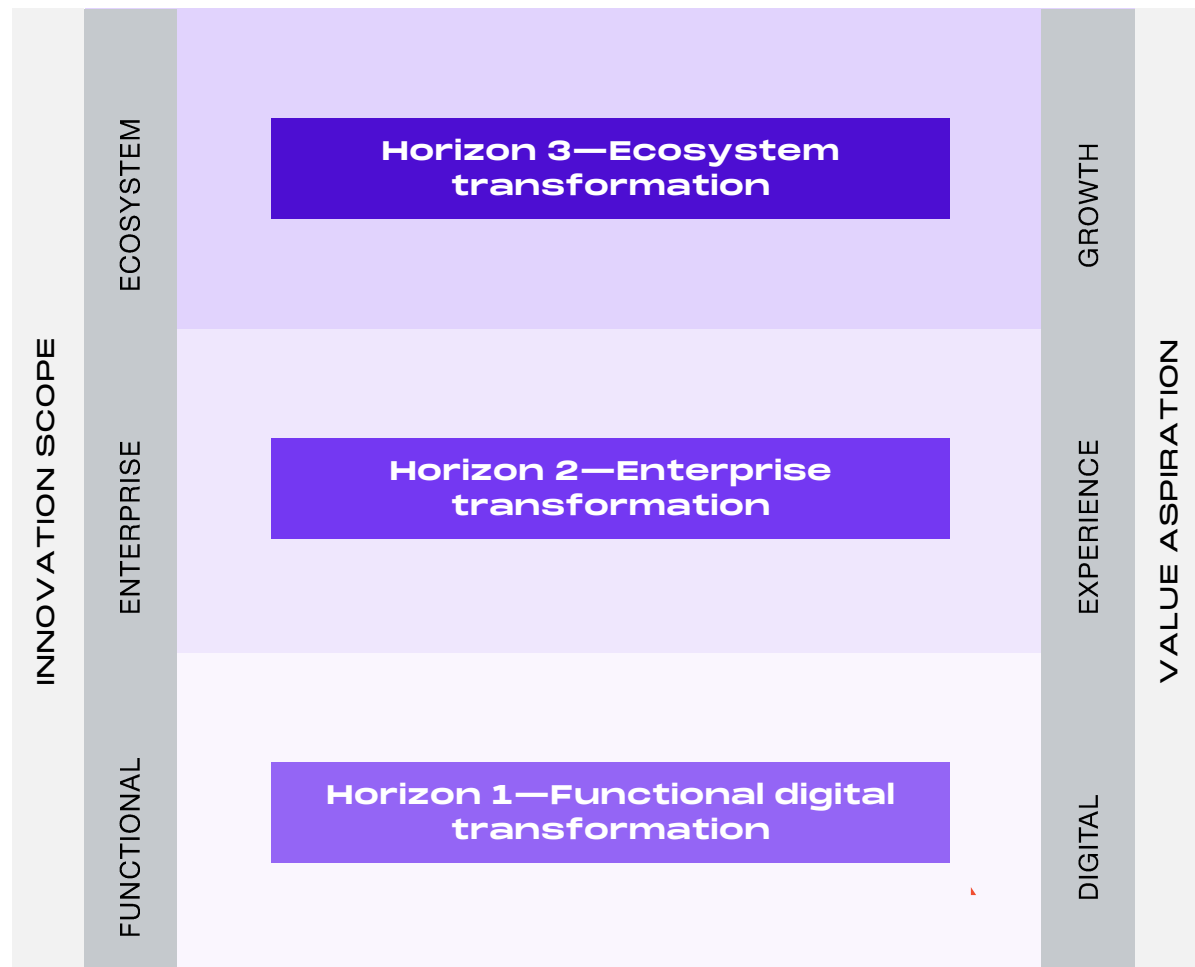 INNOVATION SCOPE
ECOSYSTEM
Horizon 3—Ecosystem
transformation
GROWTH
ENTERPRISE
Horizon 2—Enterprise
transformation
EXPERIENCE
FUNCTIONAL
Horizon 1—Functional digital
transformation
DIGITAL
VALUE ASPIRATION